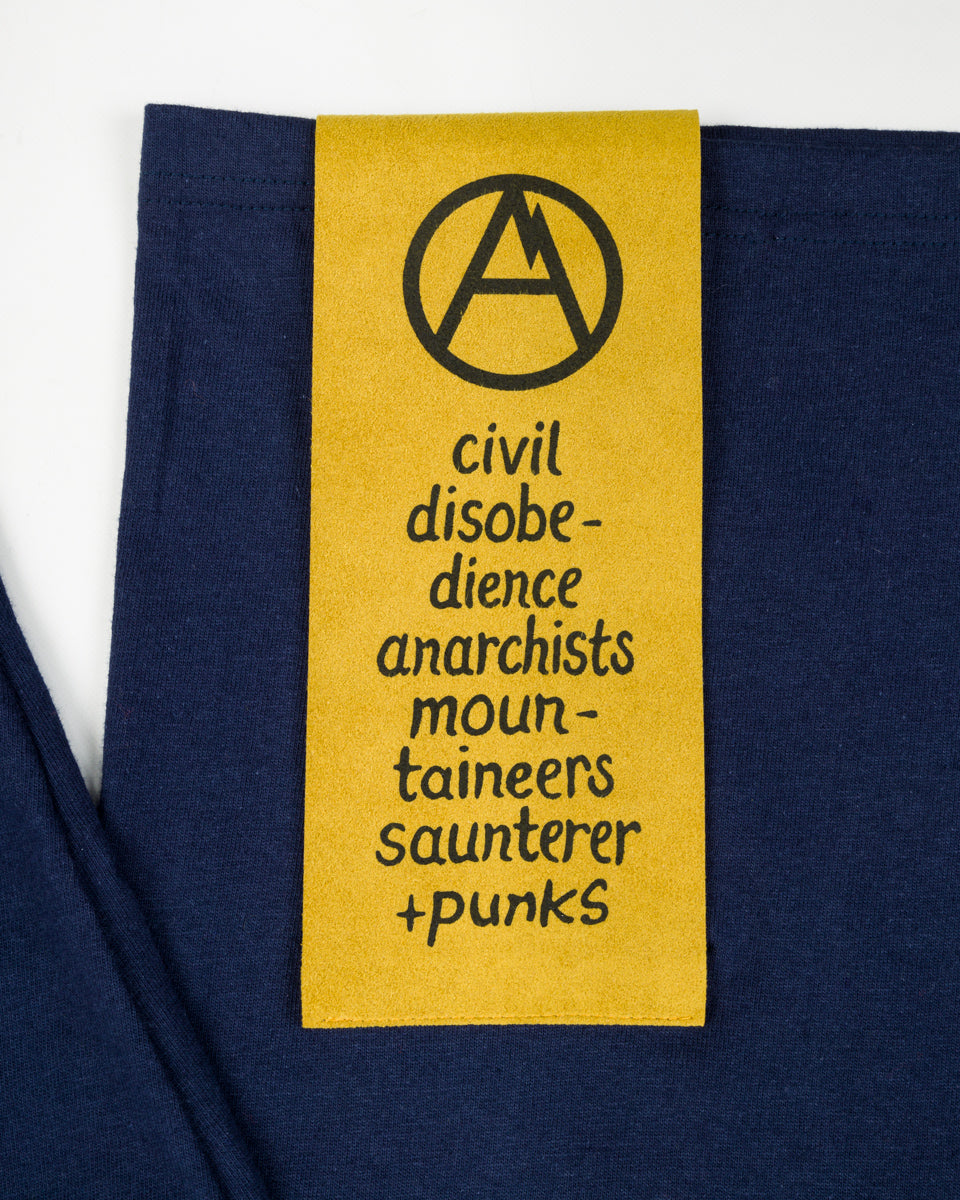 A
civil
disobe-
dience
anarchists
moun-
taineers
saunterer
+punks